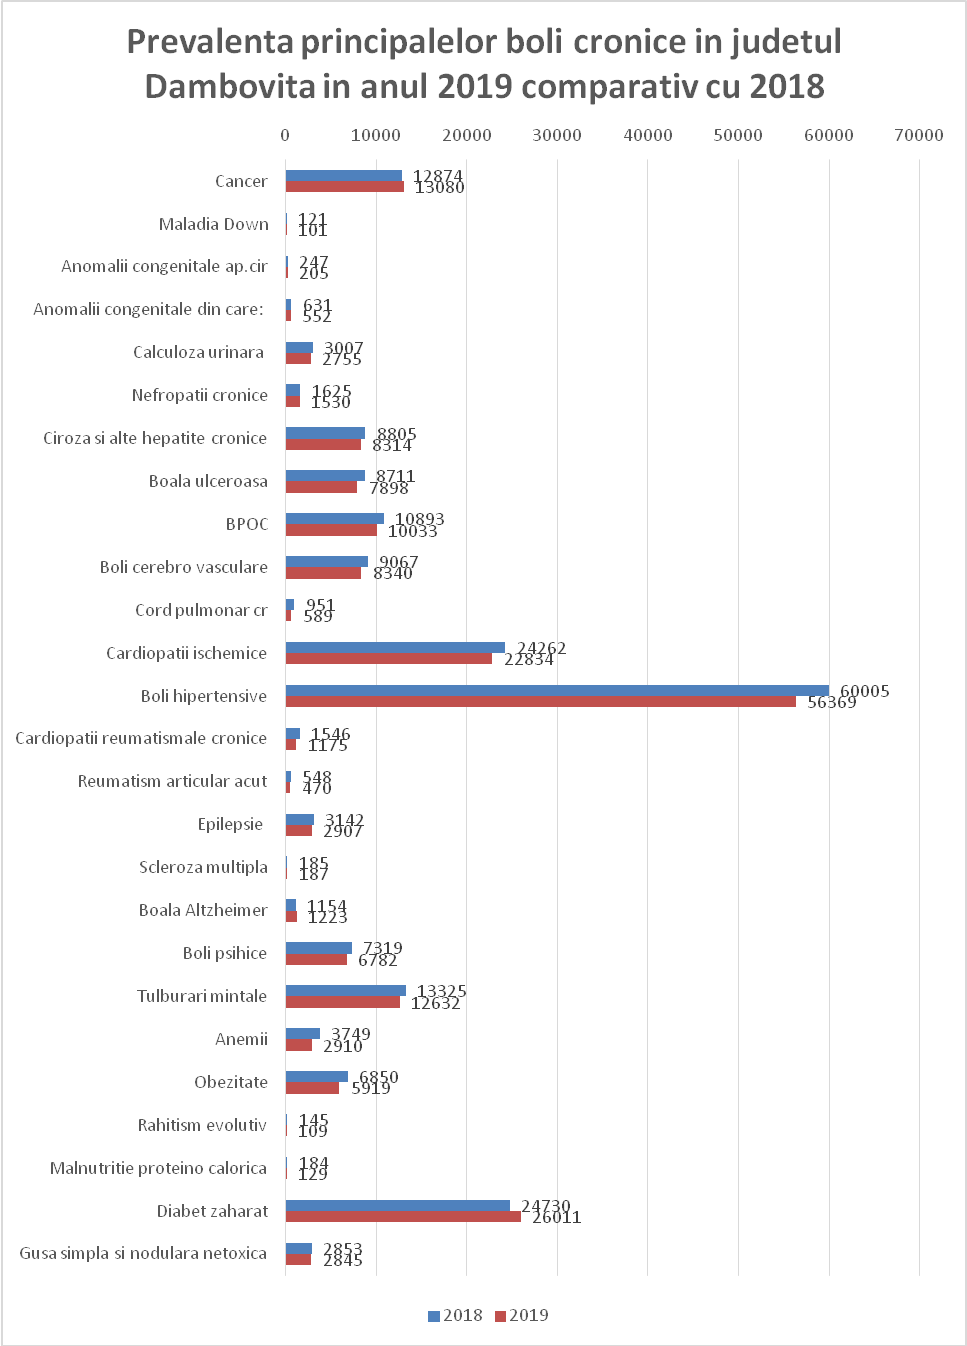 Prevalenta principalelor boli cronice in judetul
Dambovita in anul 2019 comparativ cu 2018
0 10000 20000 30000 40000 50000 60000 70000
Cancer 12874
13080
Maladia Down 121
101
Anomalii congenitale ap.cir 247
205
Anomalii congenitale din care: 631
552
Calculoza urinara 3007
2755
Nefropatii cronice 1625
1530
Ciroza si alte hepatite cronice 8805
8314
Boala ulceroasa 8711
7898
BPOC 10893
10033
Boli cerebro vasculare 9067
8340
Cord pulmonar cr 951
589
Cardiopatii ischemice 24262
22834
Boli hipertensive 60005
56369
Cardiopatii reumatismale cronice 1546
1175
Reumatism articular acut 548
470
Epilepsie 3142
2907
Scleroza multipla 185
187
Boala Altzheimer 1154
1223
Boli psihice 7319
6782
Tulburari mintale 13325
12632
Anemii 3749
2910
Obezitate 6850
5919
Rahitism evolutiv 145
109
Malnutritie proteino calorica 184
129
Diabet zaharat 24730
26011
Gusa simpla si nodulara netoxica 2853
2845
2018 2019